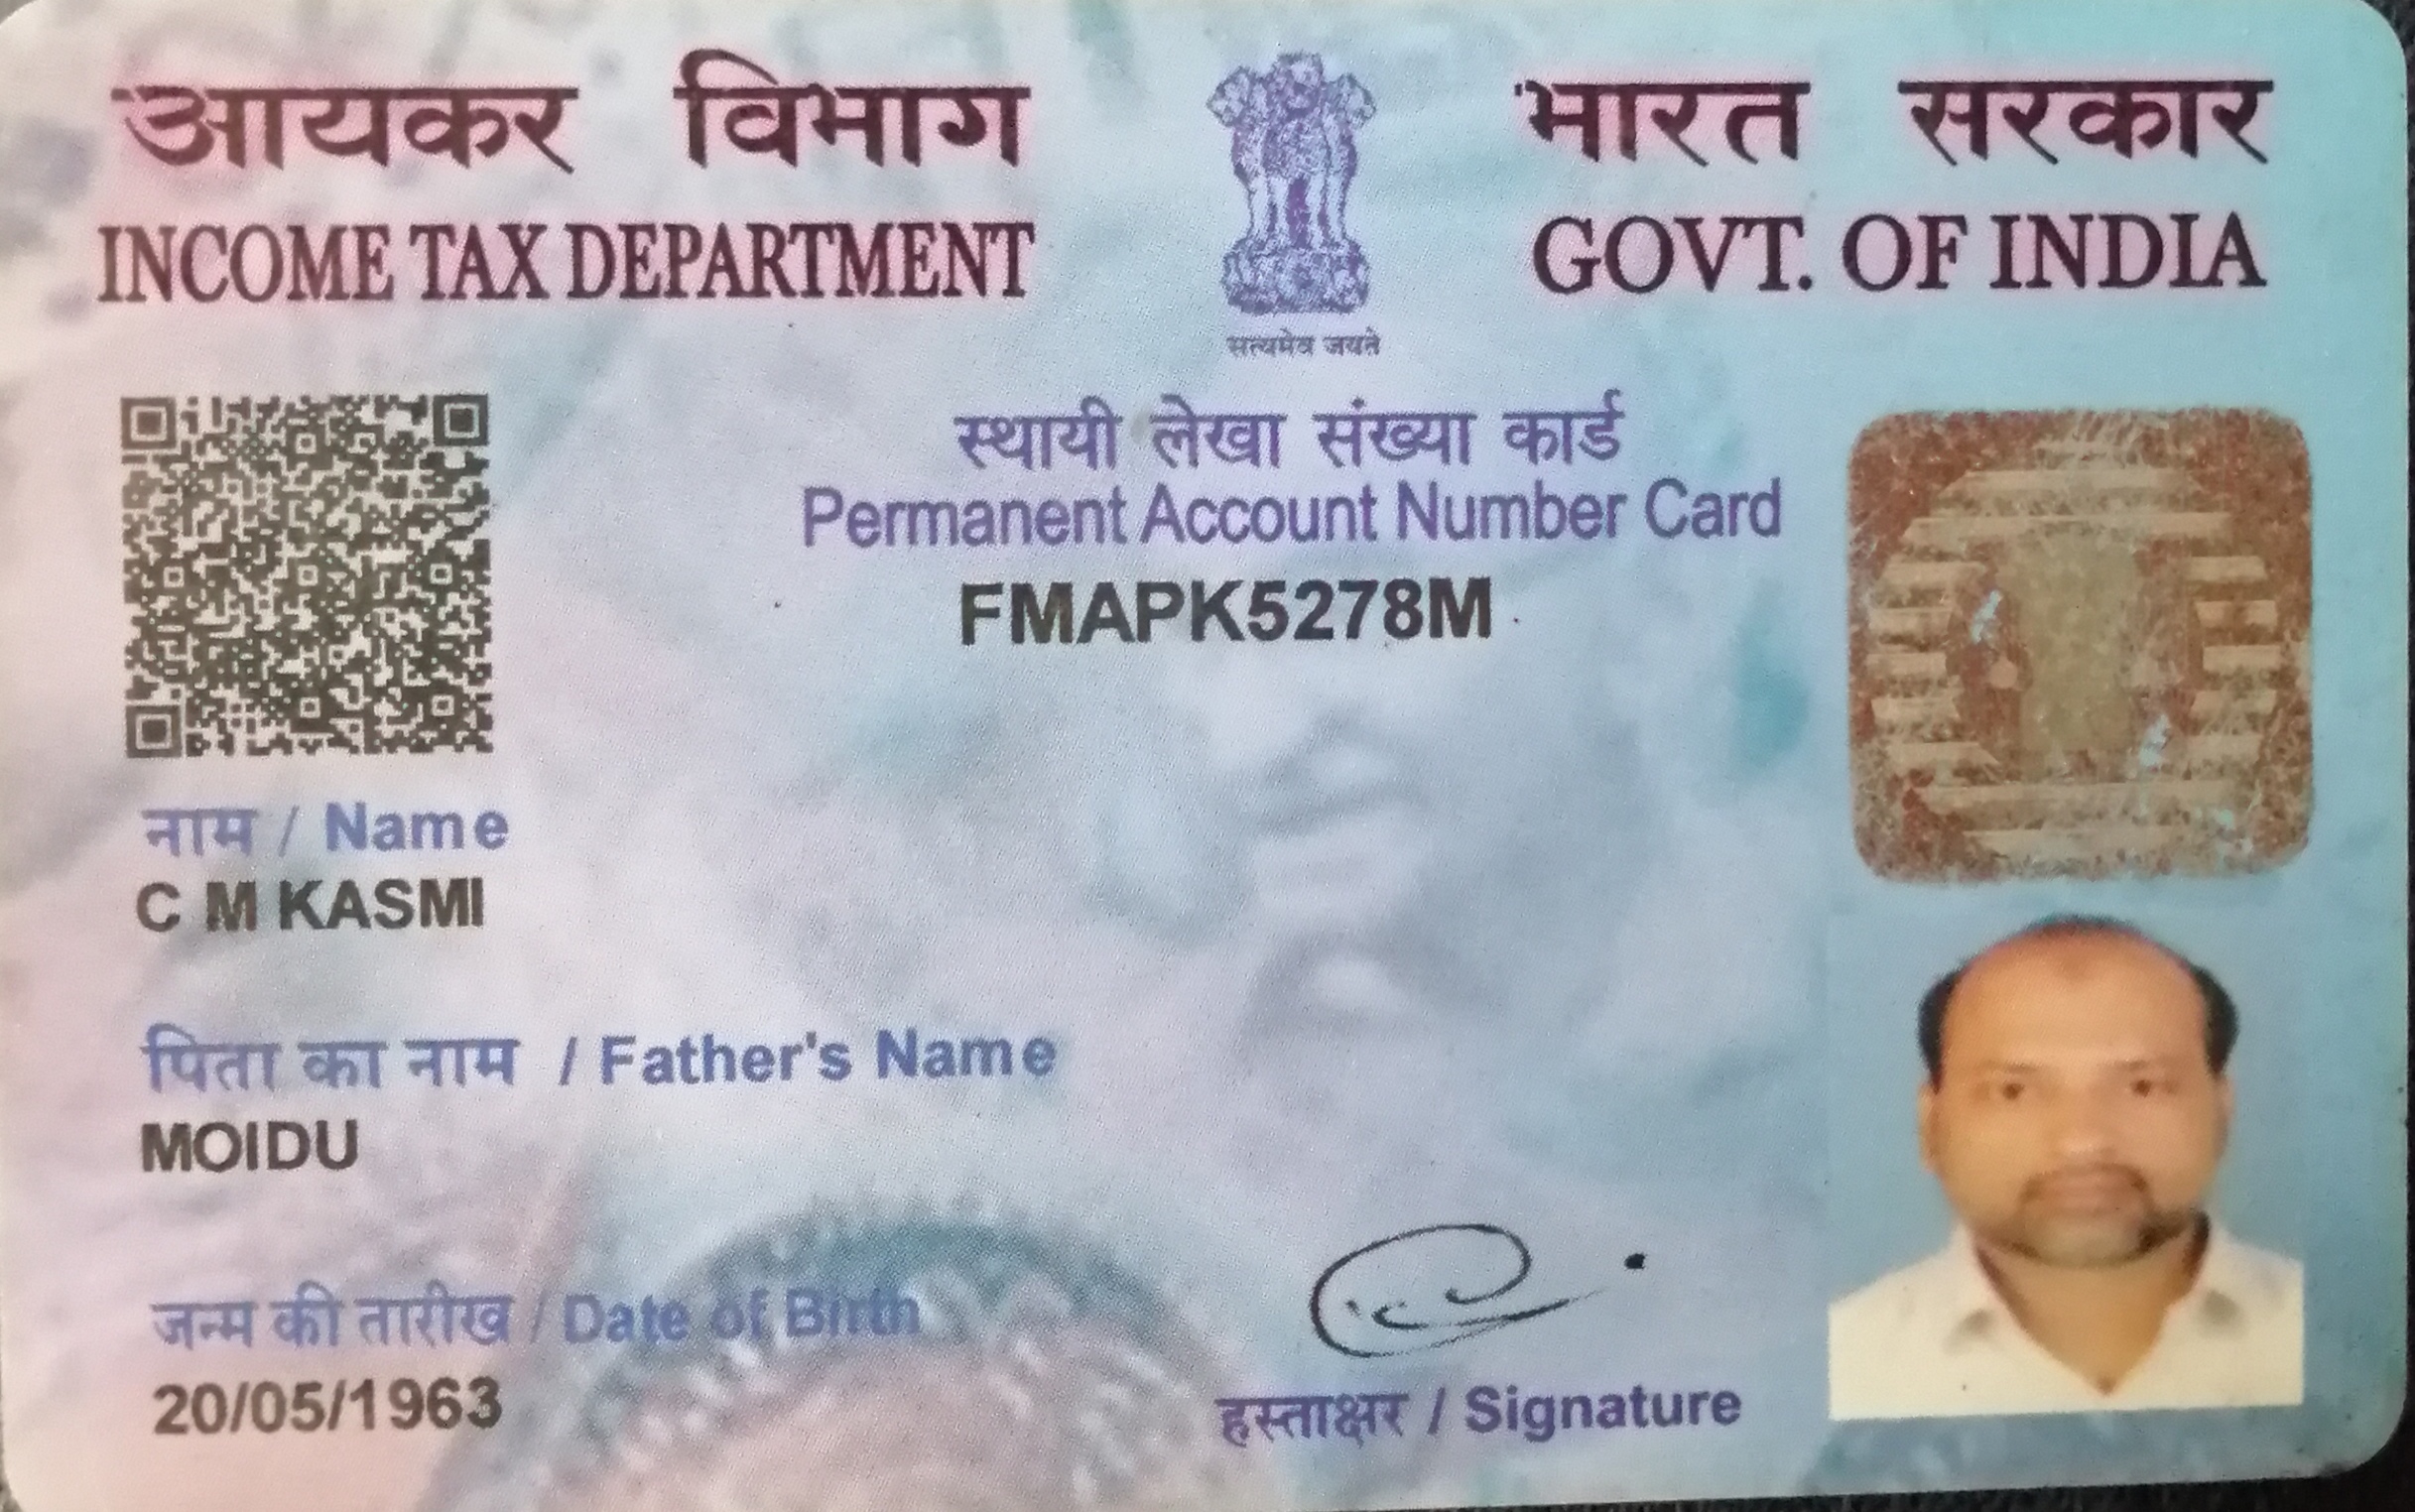 आयकर विभाग
INCOME TAX DEPARTMENT
सत्यमेव जयते
भारत सरकार
GOVT. OF INDIA
स्थायी लेखा संख्या कार्ड
Permanent Account Number Card
FMAPK5278M
नाम / Name
C M KASMI
पिता का नाम / Father's Name
MOIDU
जन्म की तारीख / Date of Birth
20/05/1963
हस्ताक्षर / Signature